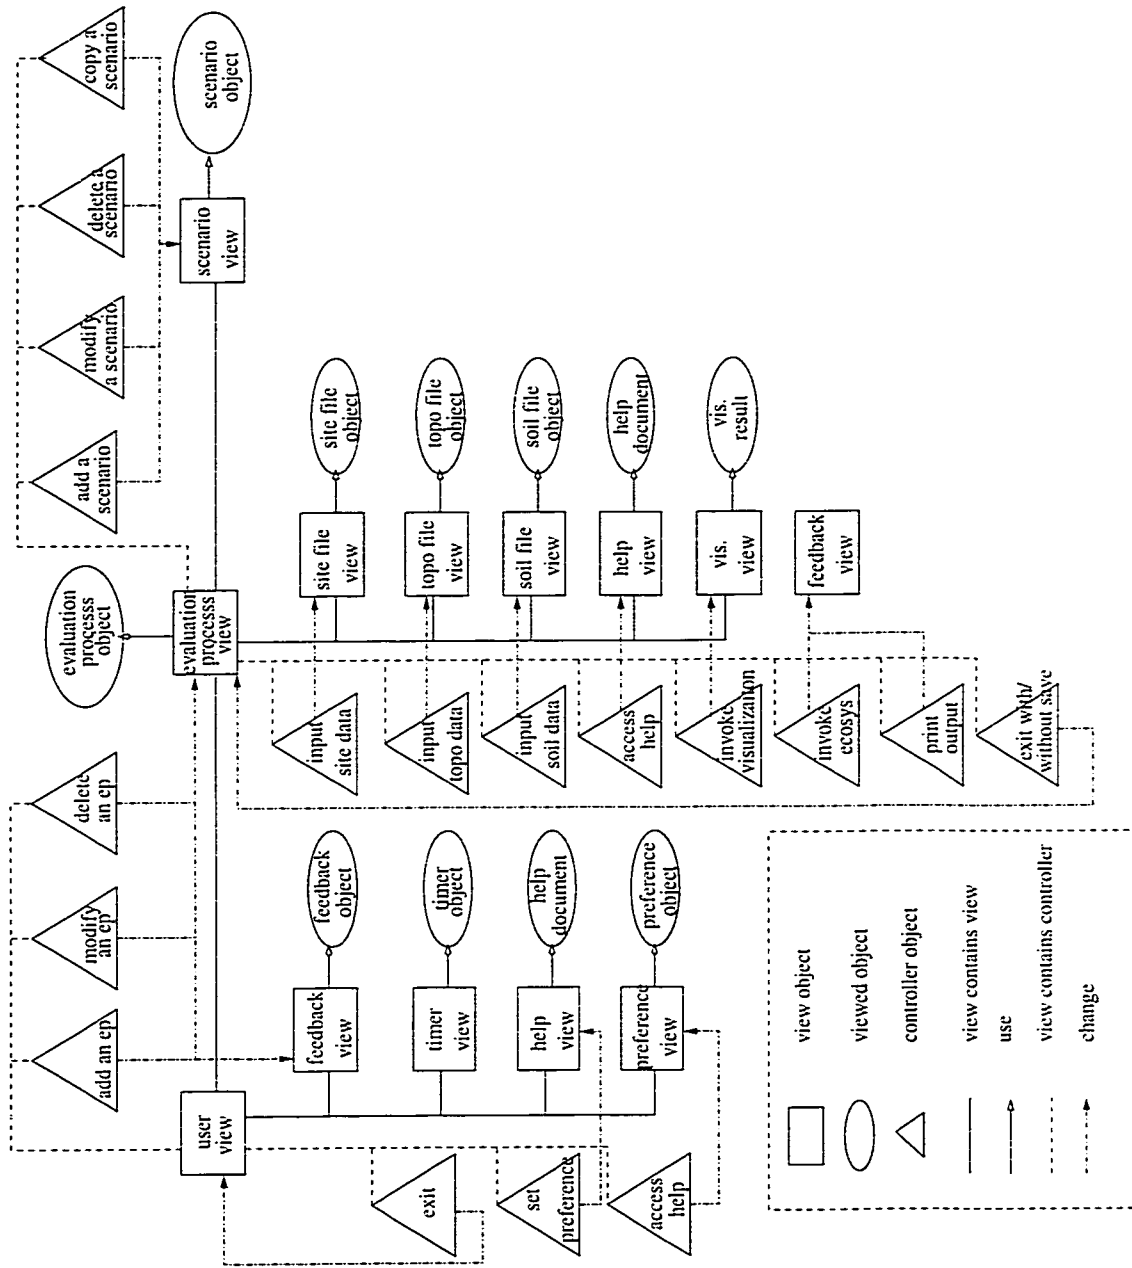 add an ep
modify
an ep
delete
an ep
evaluation
processs
object
add a
scenario
modify
a scenario
delete a
scenario
copy a
scenario
user
view
evaluation
processs
view
scenario
view
scenario
object
exit
set
preference
access
help
feedback
view
timer
view
help
view
preference
view
feedback
object
timer
object
help
document
preference
object
input
site data
input
topo data
input
soil data
access
help
invoke
visualization
invoke
ecosys
print
output
exit with/
without save
site file
view
topo file
view
soil file
view
help
view
vis.
view
feedback
view
site file
object
topo file
object
soil file
object
help
document
vis.
result
view object
viewed object
controller object
view contains view
use
view contains controller
change